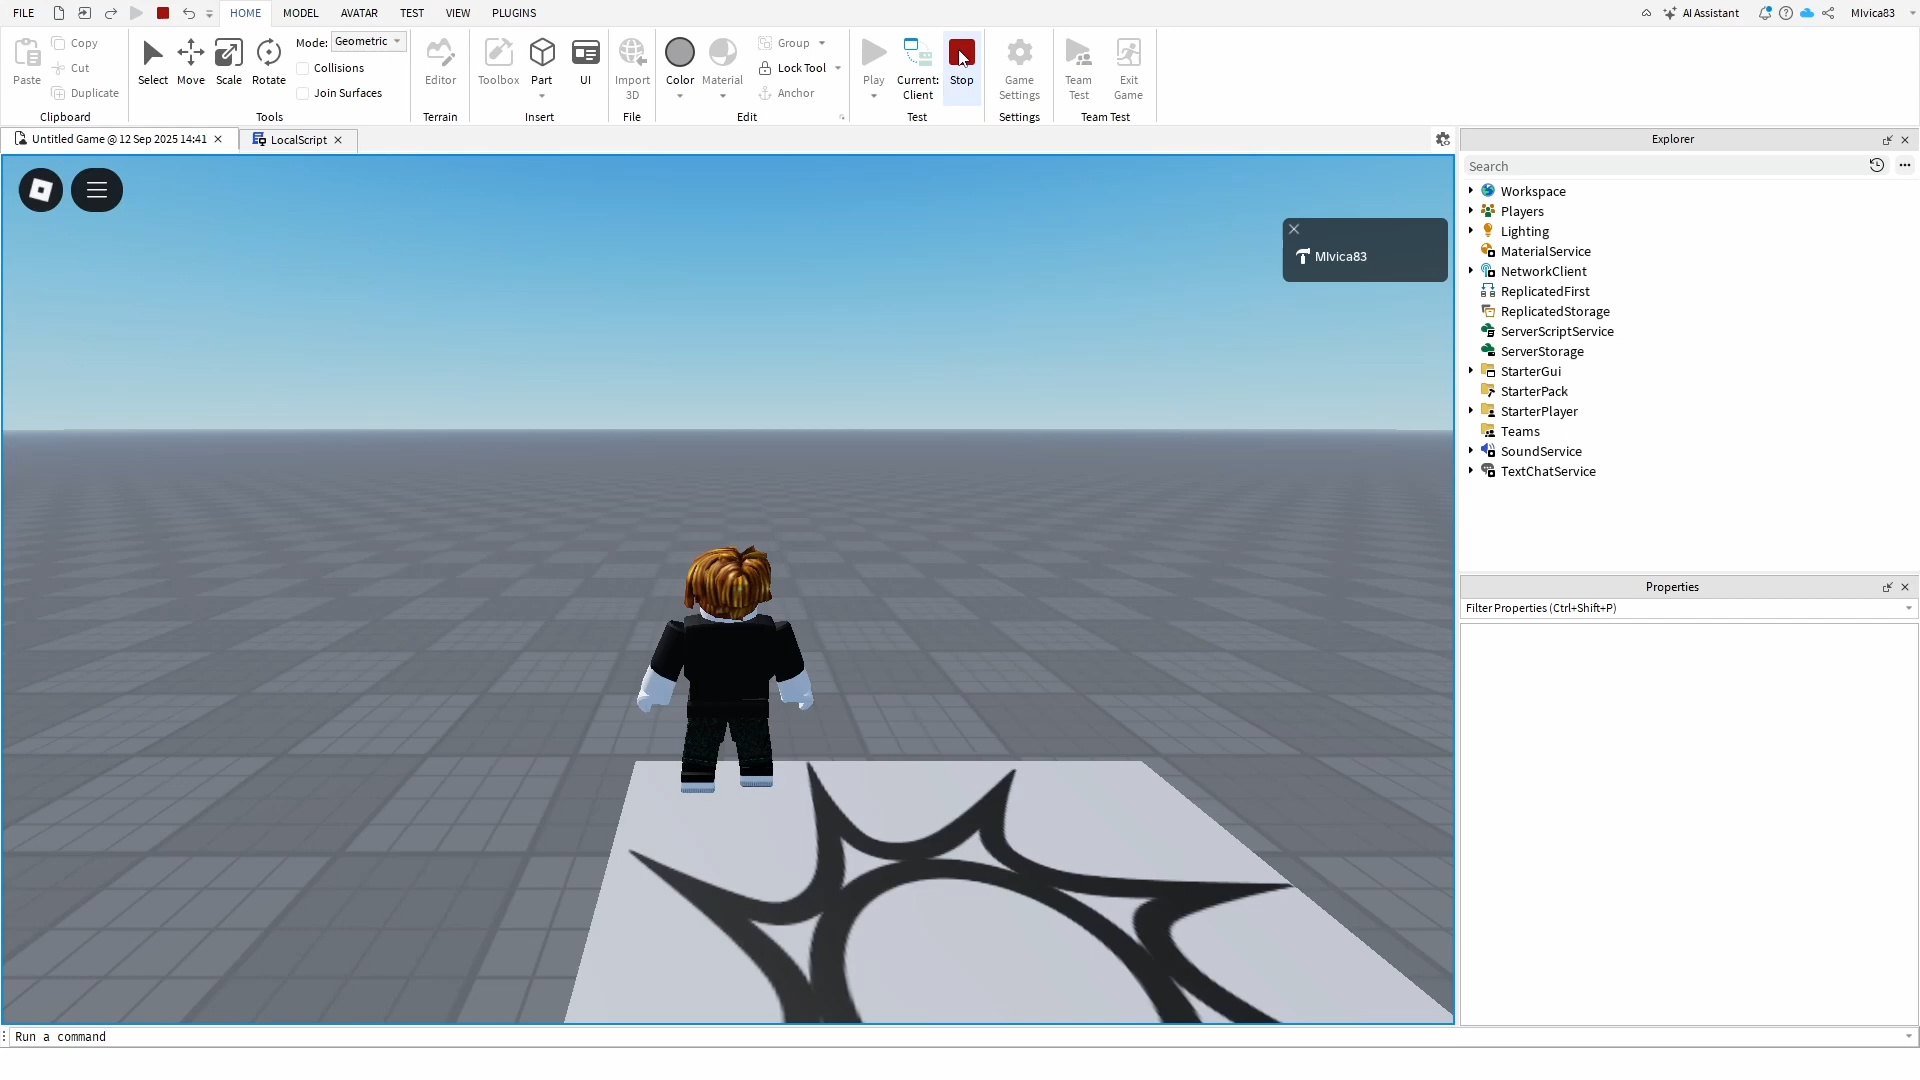 FILE HOME MODEL AVATAR TEST VIEW PLUGINS AI Assistant MIvica83
Paste
Copy
Cut
Duplicate
Clipboard
Select Move Scale Rotate
Mode: Geometric
Collisions
Join Surfaces
Tools
Editor
Terrain
Toolbox Part UI
Insert
Import
3D
File
Color Material
Group
Lock Tool
Anchor
Edit
Play
Current:
Client
Stop
Test
Game
Settings
Settings
Team
Test
Exit
Game
Team Test
Untitled Game @ 12 Sep 2025 14:41
LocalScript
MIvica83
Explorer
Search
Workspace
Players
Lighting
MaterialService
NetworkClient
ReplicatedFirst
ReplicatedStorage
ServerScriptService
ServerStorage
StarterGui
StarterPack
StarterPlayer
Teams
SoundService
TextChatService
Properties
Filter Properties (Ctrl+Shift+P)
Run a command